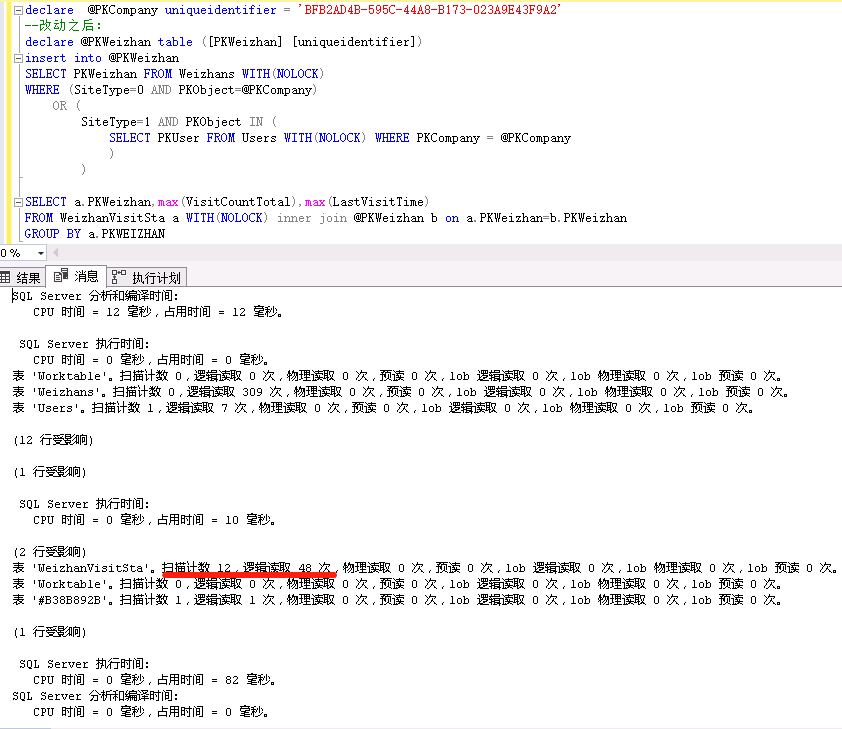 declare  @PKCompany uniqueidentifier = 'BFB2AD4B-595C-44A8-B173-023A9E43F9A2'
--改动之后:
declare @PKWeizhan table ([PKWeizhan] [uniqueidentifier])
insert into @PKWeizhan
SELECT PKWeizhan FROM Weizhans WITH(NOLOCK)
WHERE (SiteType=0 AND PKObject=@PKCompany)
OR (
SiteType=1 AND PKObject IN (
SELECT PKUser FROM Users WITH(NOLOCK) WHERE PKCompany = @PKCompany
)
)
SELECT a.PKWeizhan,max(VisitCountTotal),max(LastVisitTime)
FROM WeizhanVisitSta a WITH(NOLOCK) inner join @PKWeizhan b on a.PKWeizhan=b.PKWeizhan
GROUP BY a.PKWEIZHAN
0 %
结果 消息 执行计划
SQL Server 分析和编译时间:
CPU 时间 = 12 毫秒，占用时间 = 12 毫秒。
SQL Server 执行时间:
CPU 时间 = 0 毫秒，占用时间 = 0 毫秒。
表 'Worktable'。扫描计数 0，逻辑读取 0 次，物理读取 0 次，预读 0 次，lob 逻辑读取 0 次，lob 物理读取 0 次，lob 预读 0 次。
表 'Weizhans'。扫描计数 0，逻辑读取 309 次，物理读取 0 次，预读 0 次，lob 逻辑读取 0 次，lob 物理读取 0 次，lob 预读 0 次。
表 'Users'。扫描计数 1，逻辑读取 7 次，物理读取 0 次，预读 0 次，lob 逻辑读取 0 次，lob 物理读取 0 次，lob 预读 0 次。
(12 行受影响)
(1 行受影响)
SQL Server 执行时间:
CPU 时间 = 0 毫秒，占用时间 = 10 毫秒。
(2 行受影响)
表 'WeizhanVisitSta'。扫描计数 12，逻辑读取 48 次，物理读取 0 次，预读 0 次，lob 逻辑读取 0 次，lob 物理读取 0 次，lob 预读 0 次。
表 'Worktable'。扫描计数 0，逻辑读取 0 次，物理读取 0 次，预读 0 次，lob 逻辑读取 0 次，lob 物理读取 0 次，lob 预读 0 次。
表 '#B38B892B'。扫描计数 1，逻辑读取 1 次，物理读取 0 次，预读 0 次，lob 逻辑读取 0 次，lob 物理读取 0 次，lob 预读 0 次。
(1 行受影响)
SQL Server 执行时间:
CPU 时间 = 0 毫秒，占用时间 = 82 毫秒。
SQL Server 分析和编译时间:
CPU 时间 = 0 毫秒，占用时间 = 0 毫秒。